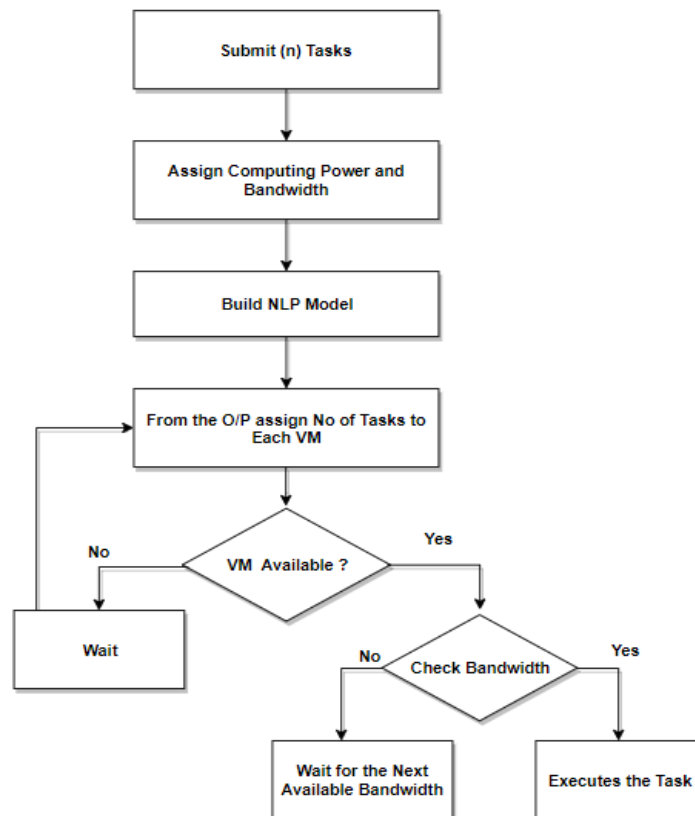 Submit (n) Tasks
Assign Computing Power and
Bandwidth
Build NLP Model
From the O/P assign No of Tasks to
Each VM
VM Available ?
No
Yes
Wait
Check Bandwidth
No
Yes
Wait for the Next
Available Bandwidth
Executes the Task